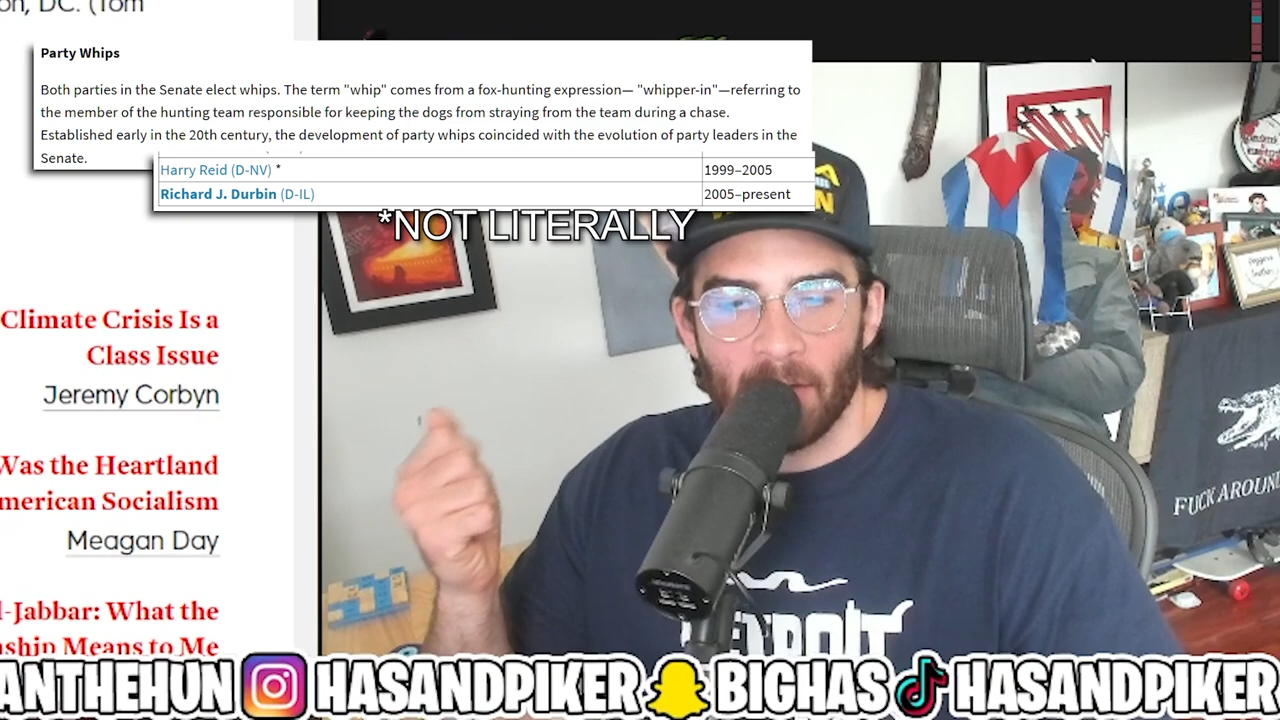 on, DC. (Tom
Party Whips
Both parties in the Senate elect whips. The term "whip" comes from a fox-hunting expression— "whipper-in"—referring to
the member of the hunting team responsible for keeping the dogs from straying from the team during a chase.
Established early in the 20th century, the development of party whips coincided with the evolution of party leaders in the
Senate.
Harry Reid (D-NV) * 1999–2005
Richard J. Durbin (D-IL) 2005–present
*NOT LITERALLY
Climate Crisis Is a
Class Issue
Jeremy Corbyn
Was the Heartland
merican Socialism
Meagan Day
l-Jabbar: What the
nship Means to Me
FUCK AROUN
ANTHEHUN HASANDPIKER BIGHAS HASANDPIKER